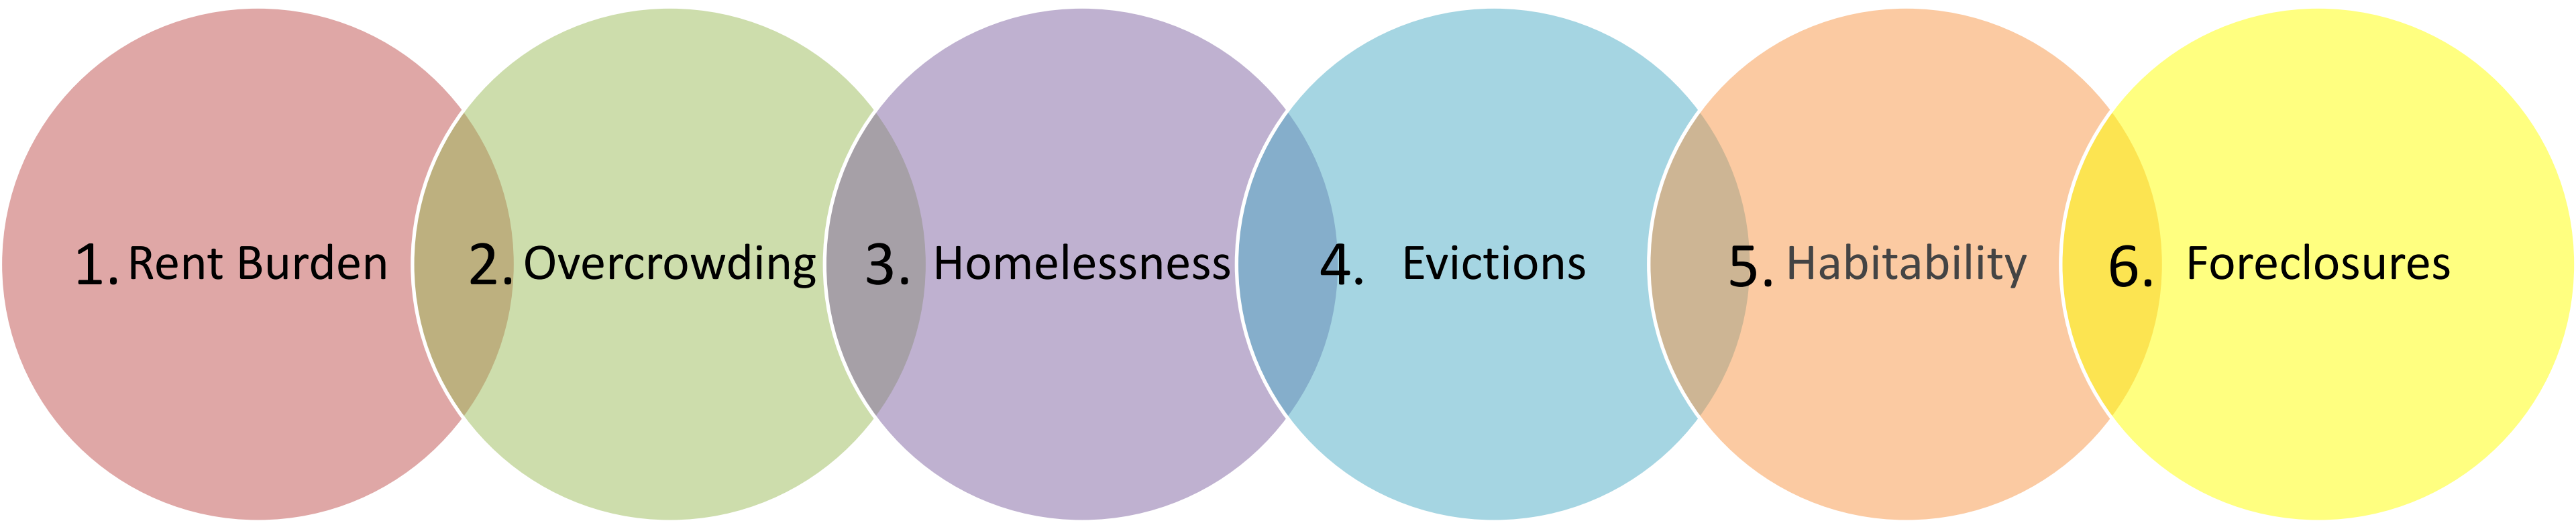 1. Rent Burden 2. Overcrowding 3. Homelessness 4. Evictions 5. Habitability 6. Foreclosures